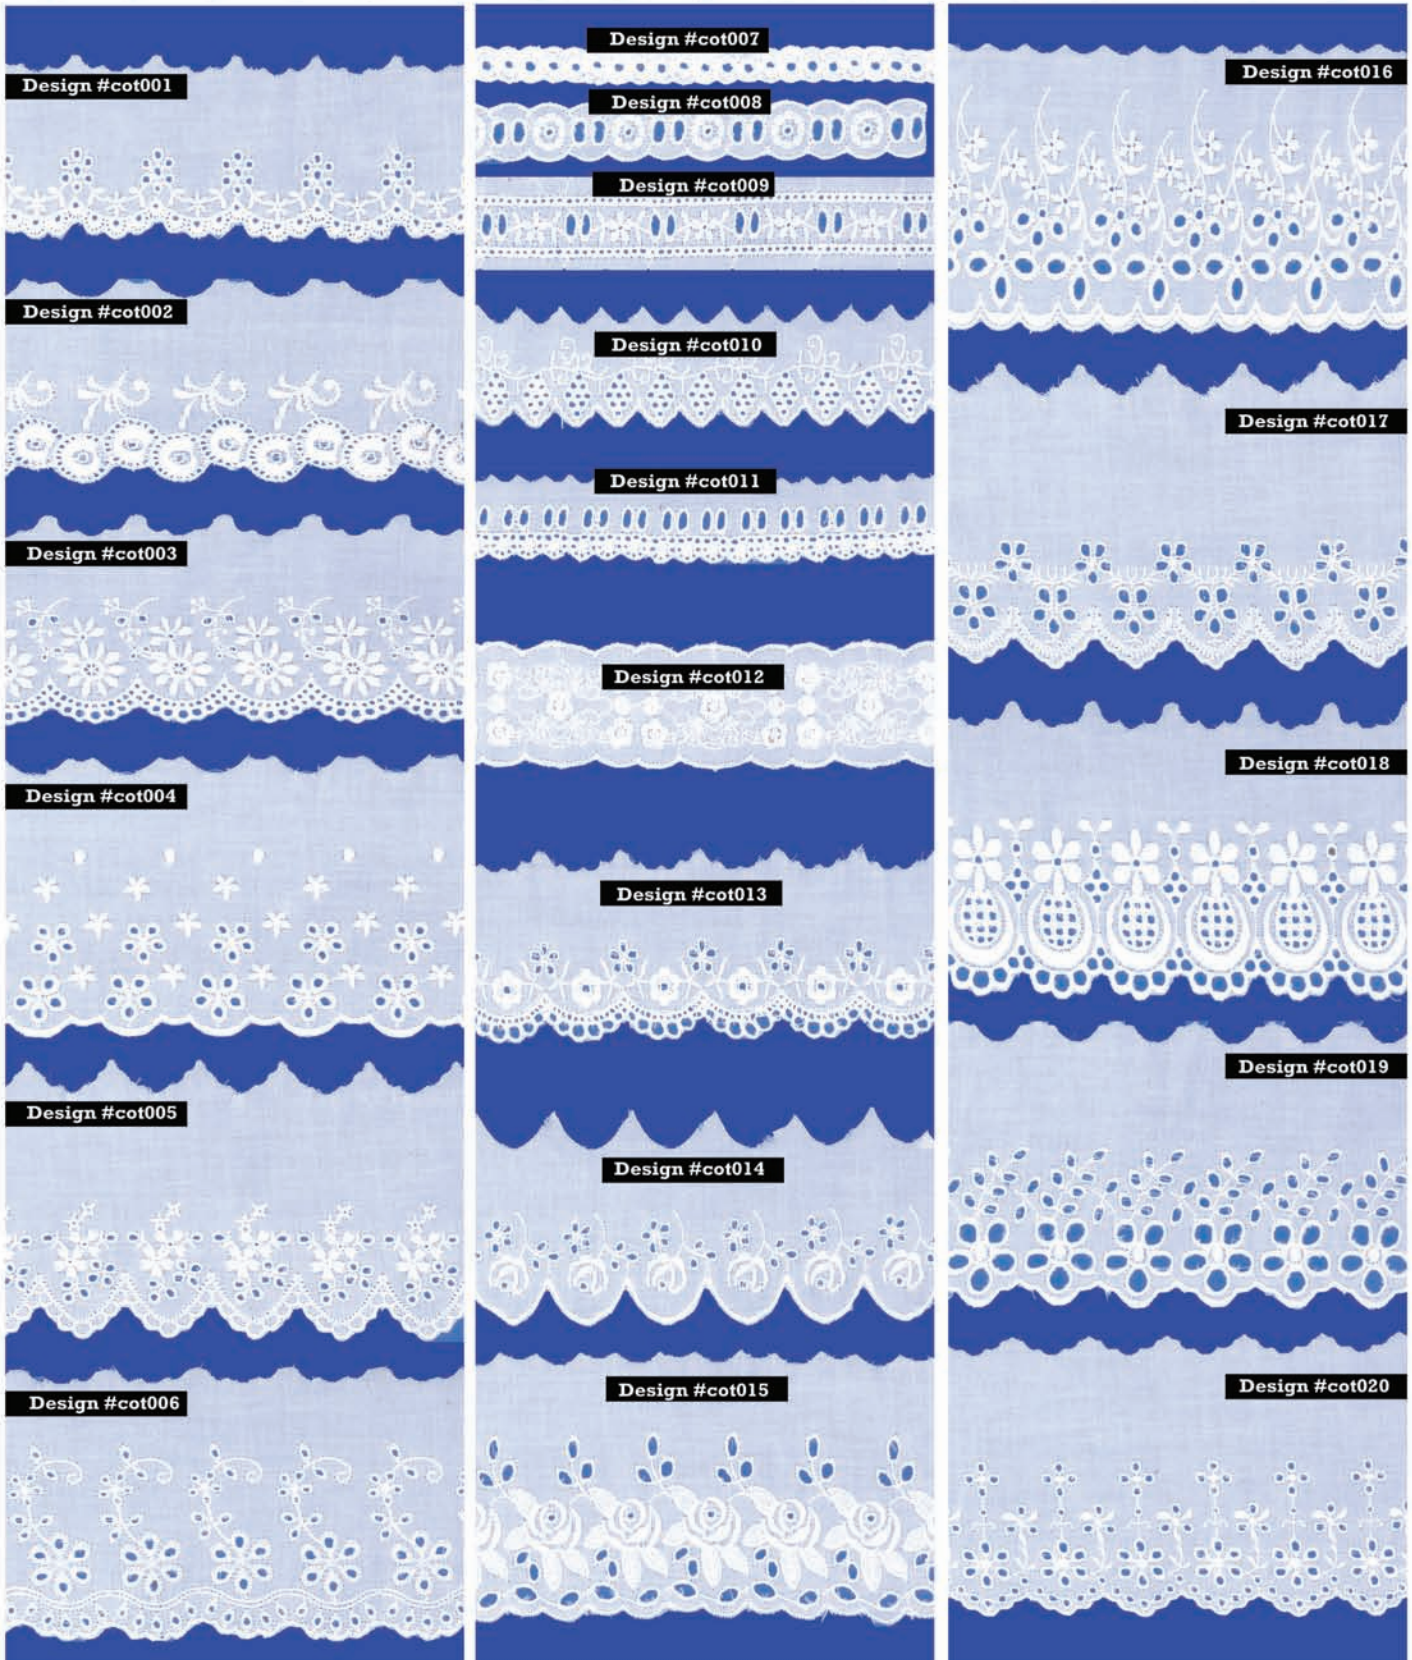 Design #cot001
Design #cot002
Design #cot003
Design #cot004
Design #cot005
Design #cot006
Design #cot007
Design #cot008
Design #cot009
Design #cot010
Design #cot011
Design #cot012
Design #cot013
Design #cot014
Design #cot015
Design #cot016
Design #cot017
Design #cot018
Design #cot019
Design #cot020